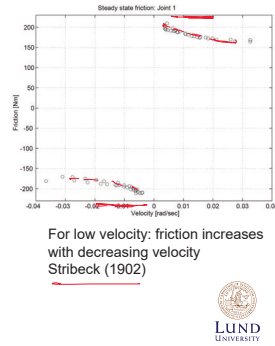 Steady state friction: Joint 1
200
150
100
50
0
-50
-100
-150
-200
Friction [Nm]
-0.04
-0.03
-0.02
-0.01
0
0.01
0.02
0.03
Velocity [rad/sec]
For low velocity: friction increases
with decreasing velocity
Stribeck (1902)
LUND
UNIVERSITY